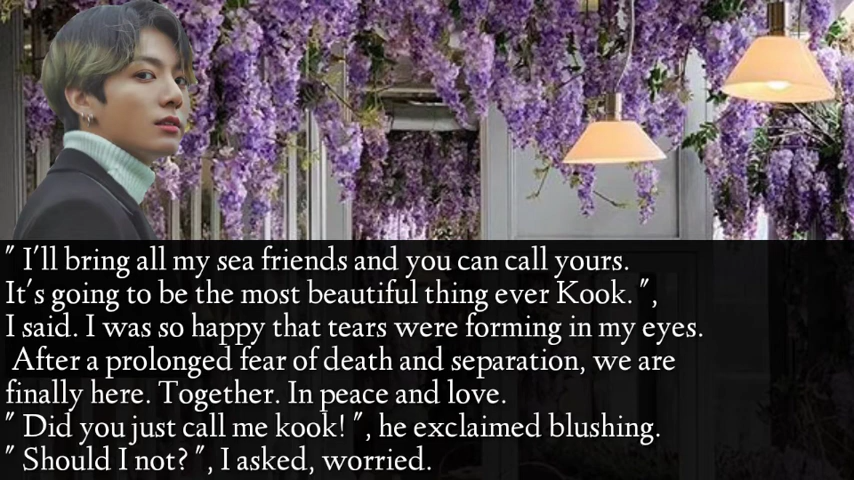 " I'll bring all my sea friends and you can call yours.
It's going to be the most beautiful thing ever Kook. ",
I said. I was so happy that tears were forming in my eyes.
After a prolonged fear of death and separation, we are
finally here. Together. In peace and love.
" Did you just call me kook! ", he exclaimed blushing.
" Should I not? ", I asked, worried.